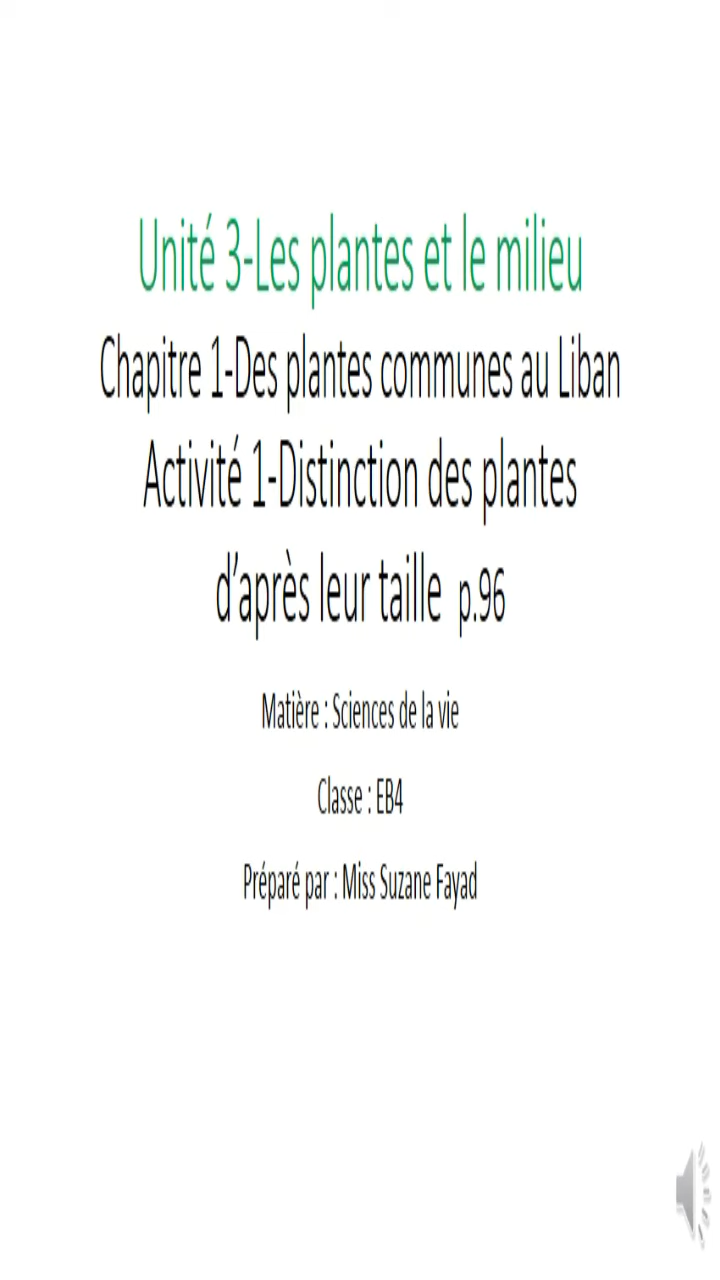 Unité 3-Les plantes et le milieu
Chapitre 1-Des plantes communes au Liban
Activité 1-Distinction des plantes
d’après leur taille p.96
Matière : Sciences de la vie
Classe : EB4
Préparé par : Miss Suzane Fayad